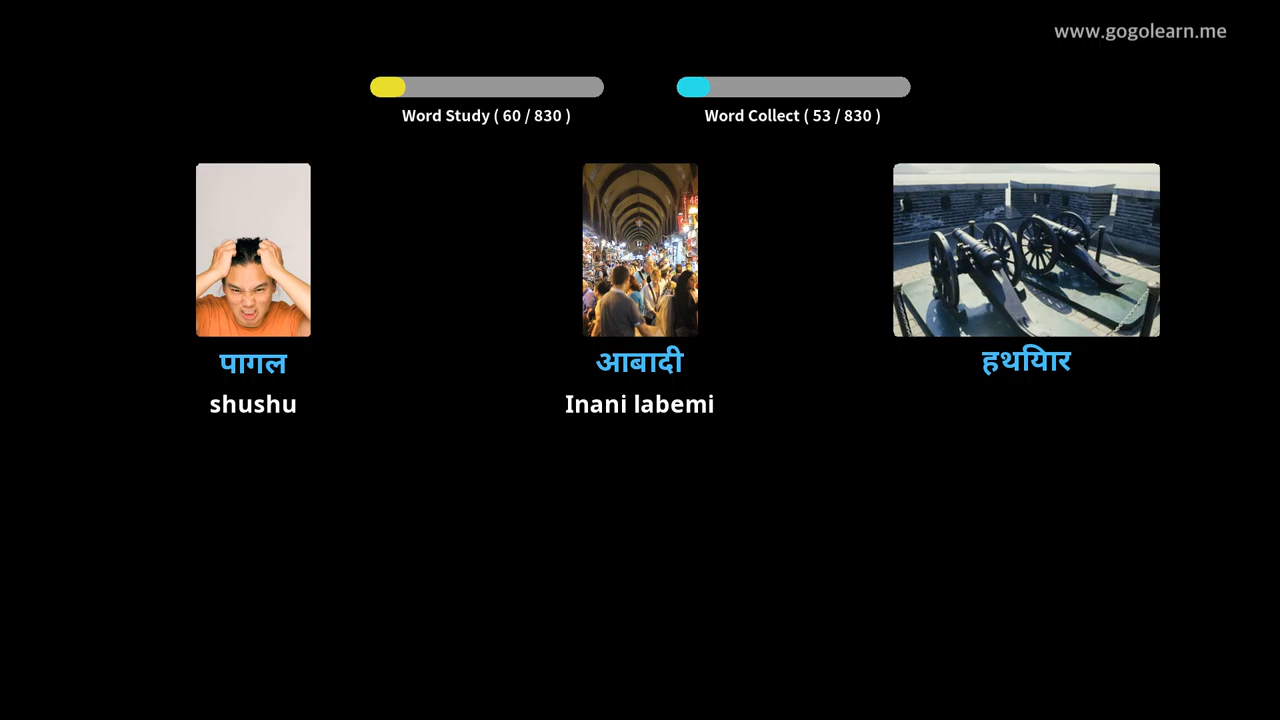 www.gogolearn.me
Word Study ( 60 / 830 )
Word Collect ( 53 / 830 )
पागल
आबादी
हथियार
shushu
Inani labemi